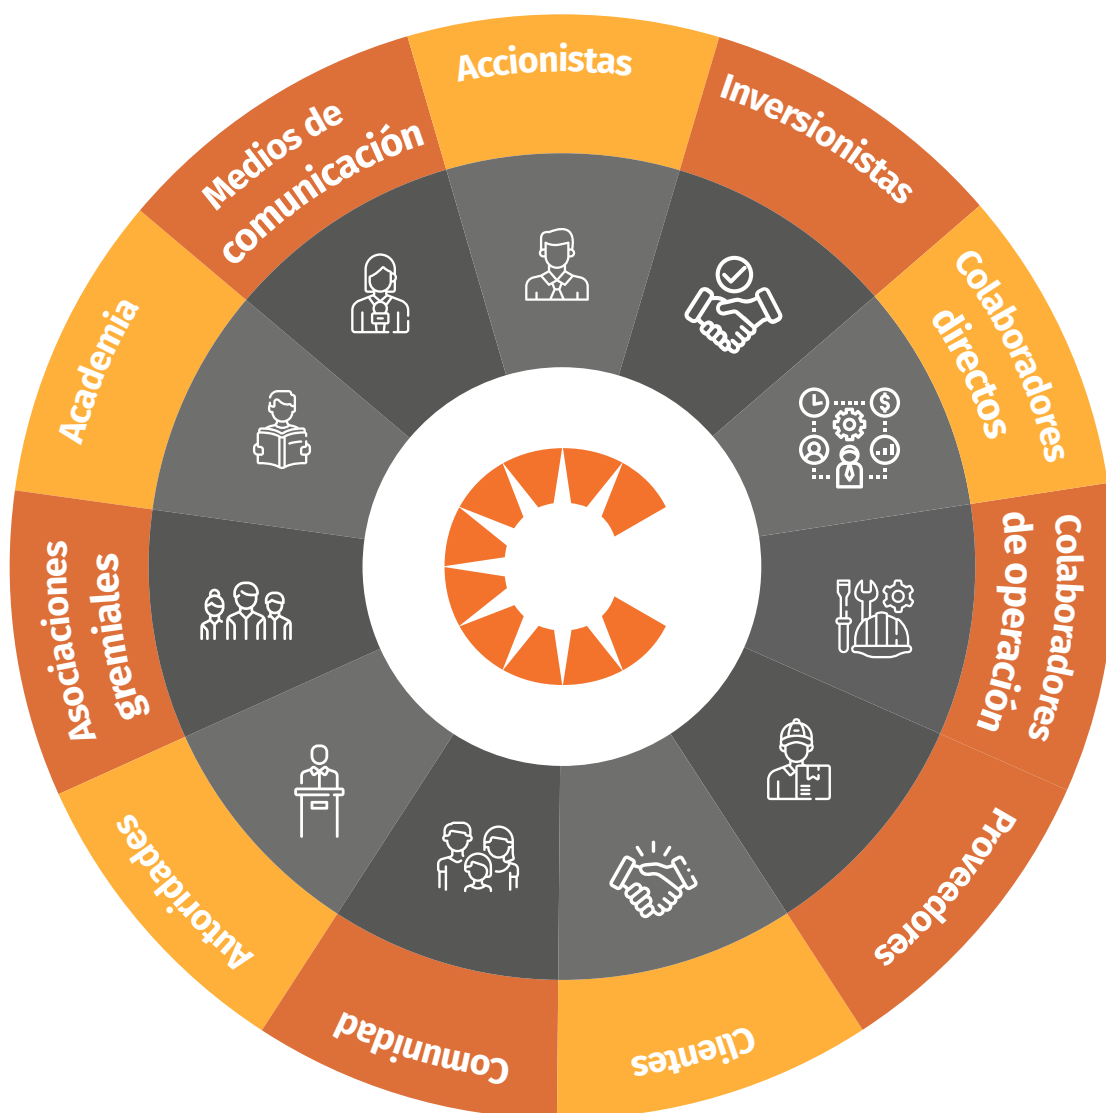 Accionistas
Inversionistas
Colaboradores
directos
Colaboradores
de operación
Proveedores
Clientes
Comunidad
Autoridades
Asociaciones
gremiales
Academia
Medios de
comunicación